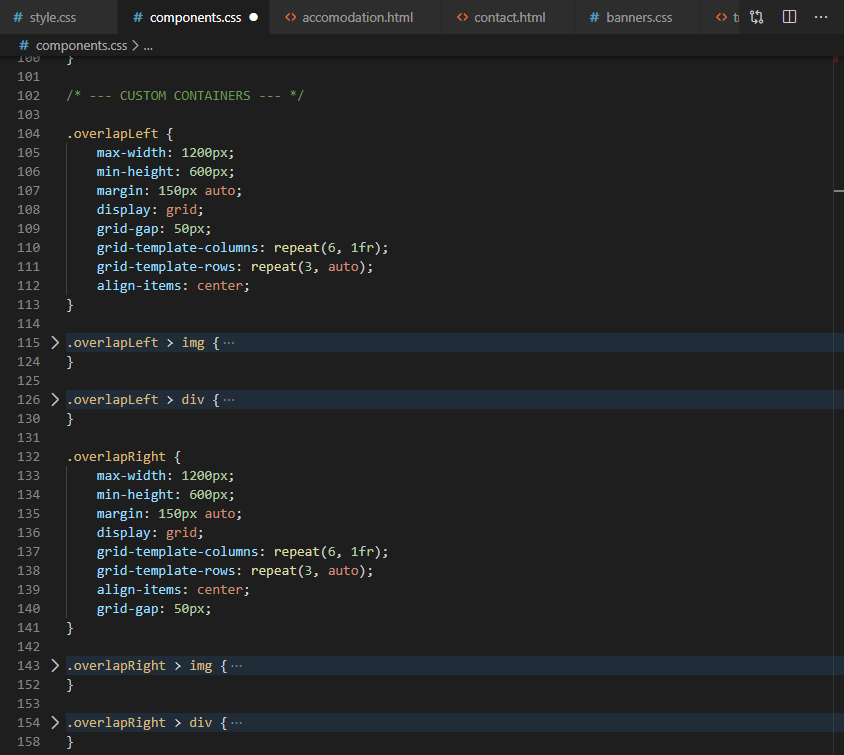 # style.css # components.css ● <> accomodation.html <> contact.html # banners.css <>
# components.css > ...
100 }
101
102 /* --- CUSTOM CONTAINERS --- */
103
104 .overlapLeft {
105 max-width: 1200px;
106 min-height: 600px;
107 margin: 150px auto;
108 display: grid;
109 grid-gap: 50px;
110 grid-template-columns: repeat(6, 1fr);
111 grid-template-rows: repeat(3, auto);
112 align-items: center;
113 }
114
115 > .overlapLeft > img { ···
124 }
125
126 > .overlapLeft > div { ···
130 }
131
132 .overlapRight {
133 max-width: 1200px;
134 min-height: 600px;
135 margin: 150px auto;
136 display: grid;
137 grid-template-columns: repeat(6, 1fr);
138 grid-template-rows: repeat(3, auto);
139 align-items: center;
140 grid-gap: 50px;
141 }
142
143 > .overlapRight > img { ···
152 }
153
154 > .overlapRight > div { ···
158 }